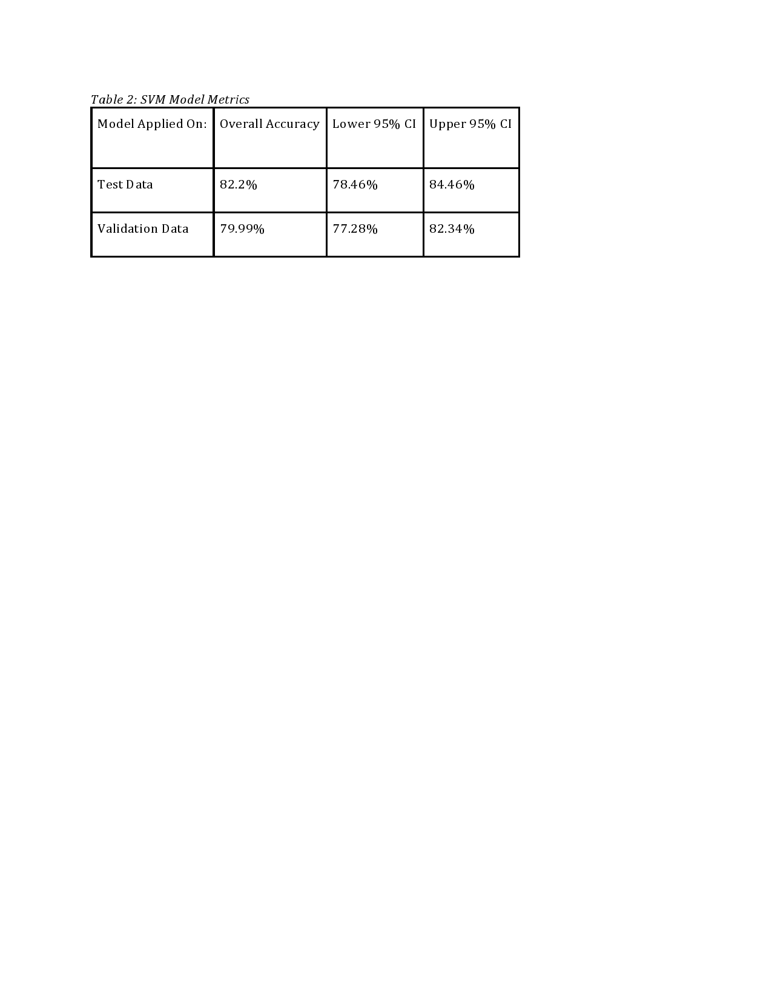 Table 2: SVM Model Metrics
Model Applied On: Overall Accuracy Lower 95% CI Upper 95% CI
Test Data 82.2% 78.46% 84.46%
Validation Data 79.99% 77.28% 82.34%